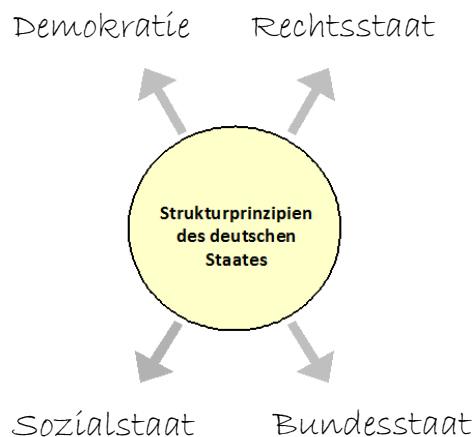 Demokratie
Rechtsstaat
Strukturprinzipien
des deutschen
Staates
Sozialstaat
Bundesstaat